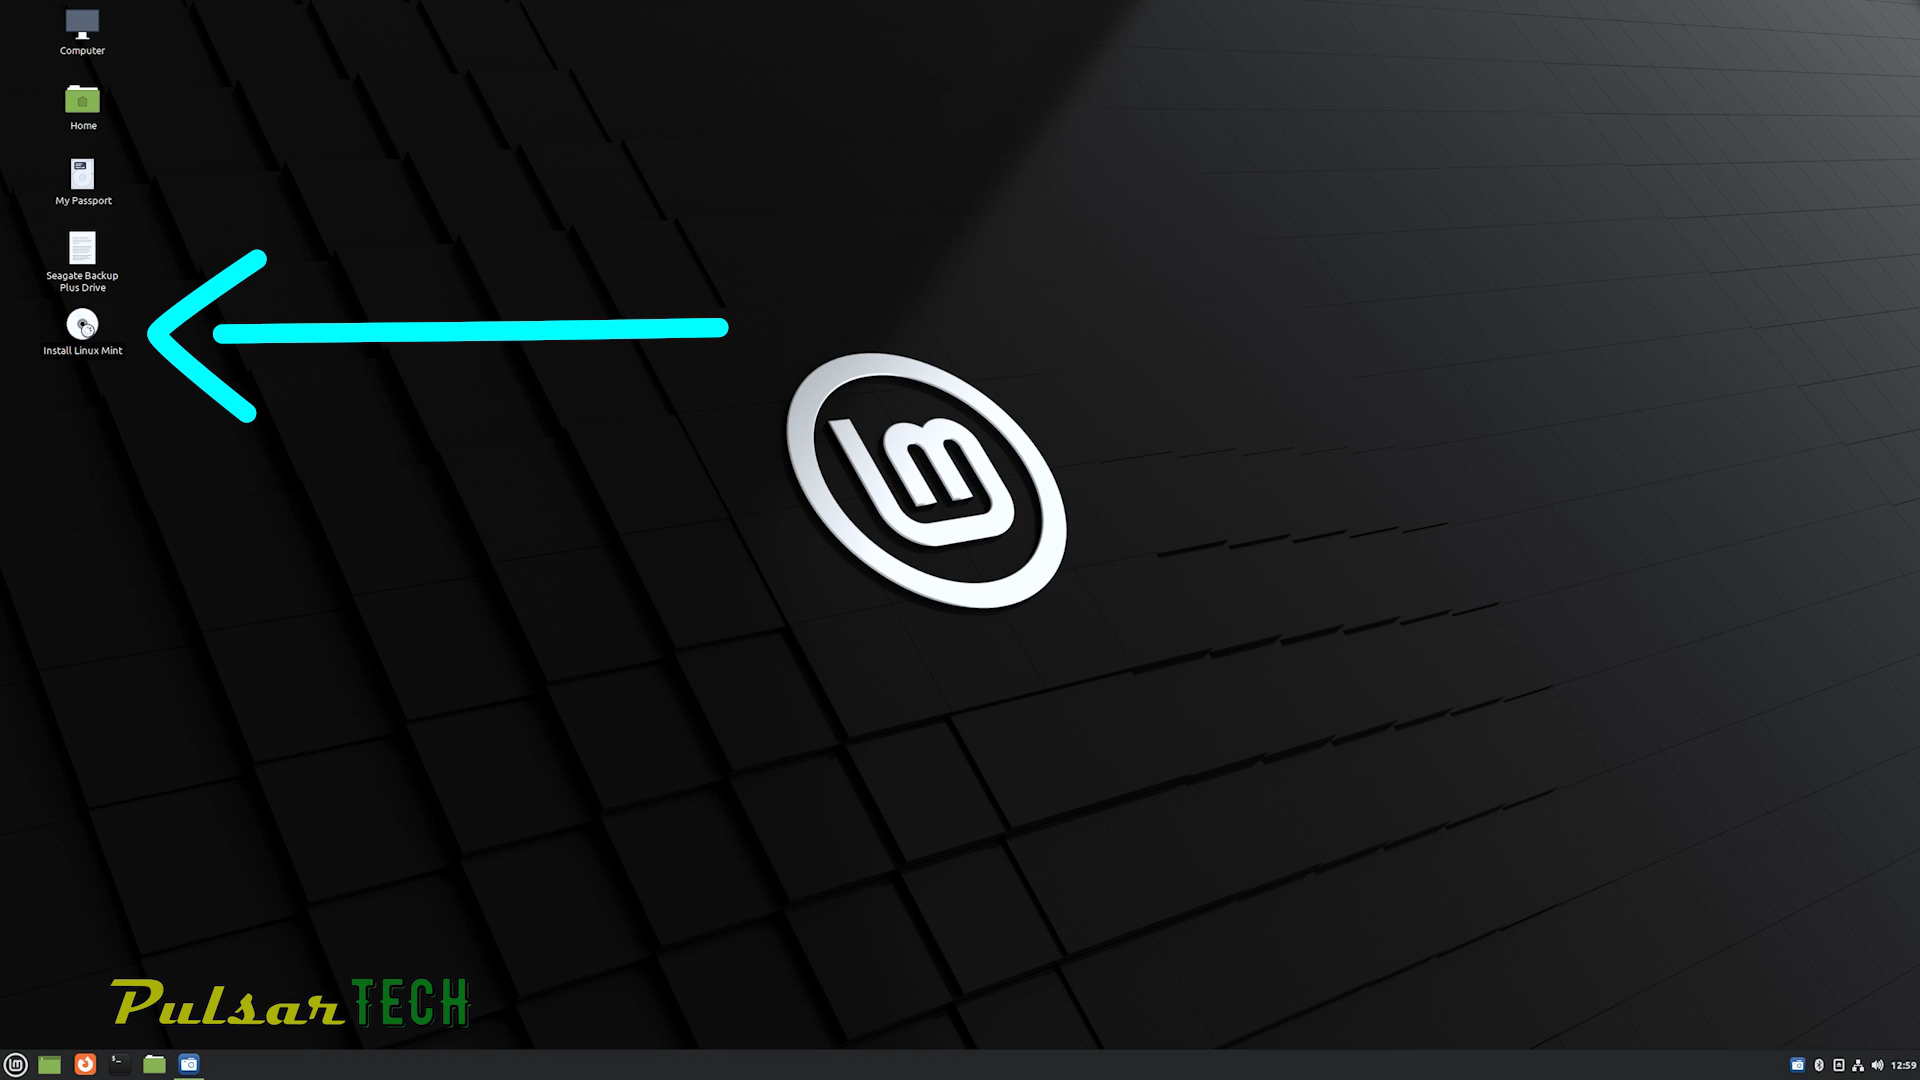 Computer
Home
My Passport
Seagate Backup
Plus Drive
Install Linux Mint
PulsarTECH
12:59